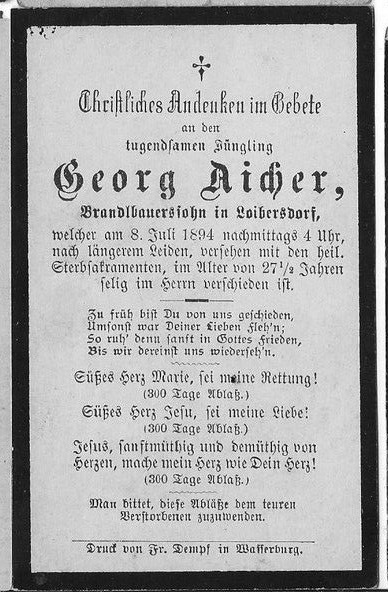 Christliches Andenken im Gebete
an den
tugendsamen Jüngling
Georg Aicher,
Brandlbauerssohn in Loibersdorf,
welcher am 8. Juli 1894 nachmittags 4 Uhr,
nach längerem Leiden, versehen mit den heil.
Sterbsakramenten, im Alter von 27½ Jahren
selig im Herrn verschieden ist.
Zu früh bist Du von uns geschieden,
Umsonst war Deiner Lieben Fleh'n;
So ruh' denn sanft in Gottes Frieden,
Bis wir dereinst uns wiederseh'n.
Süßes Herz Marie, sei meine Rettung!
(300 Tage Ablaß.)
Süßes Herz Jesu, sei meine Liebe!
(300 Tage Ablaß.)
Jesus, sanftmüthig und demüthig von
Herzen, mache mein Herz wie Dein Herz!
(300 Tage Ablaß.)
Man bittet, diese Abläße dem teuren
Verstorbenen zuzuwenden.
Druck von Fr. Dempf in Wasserburg.